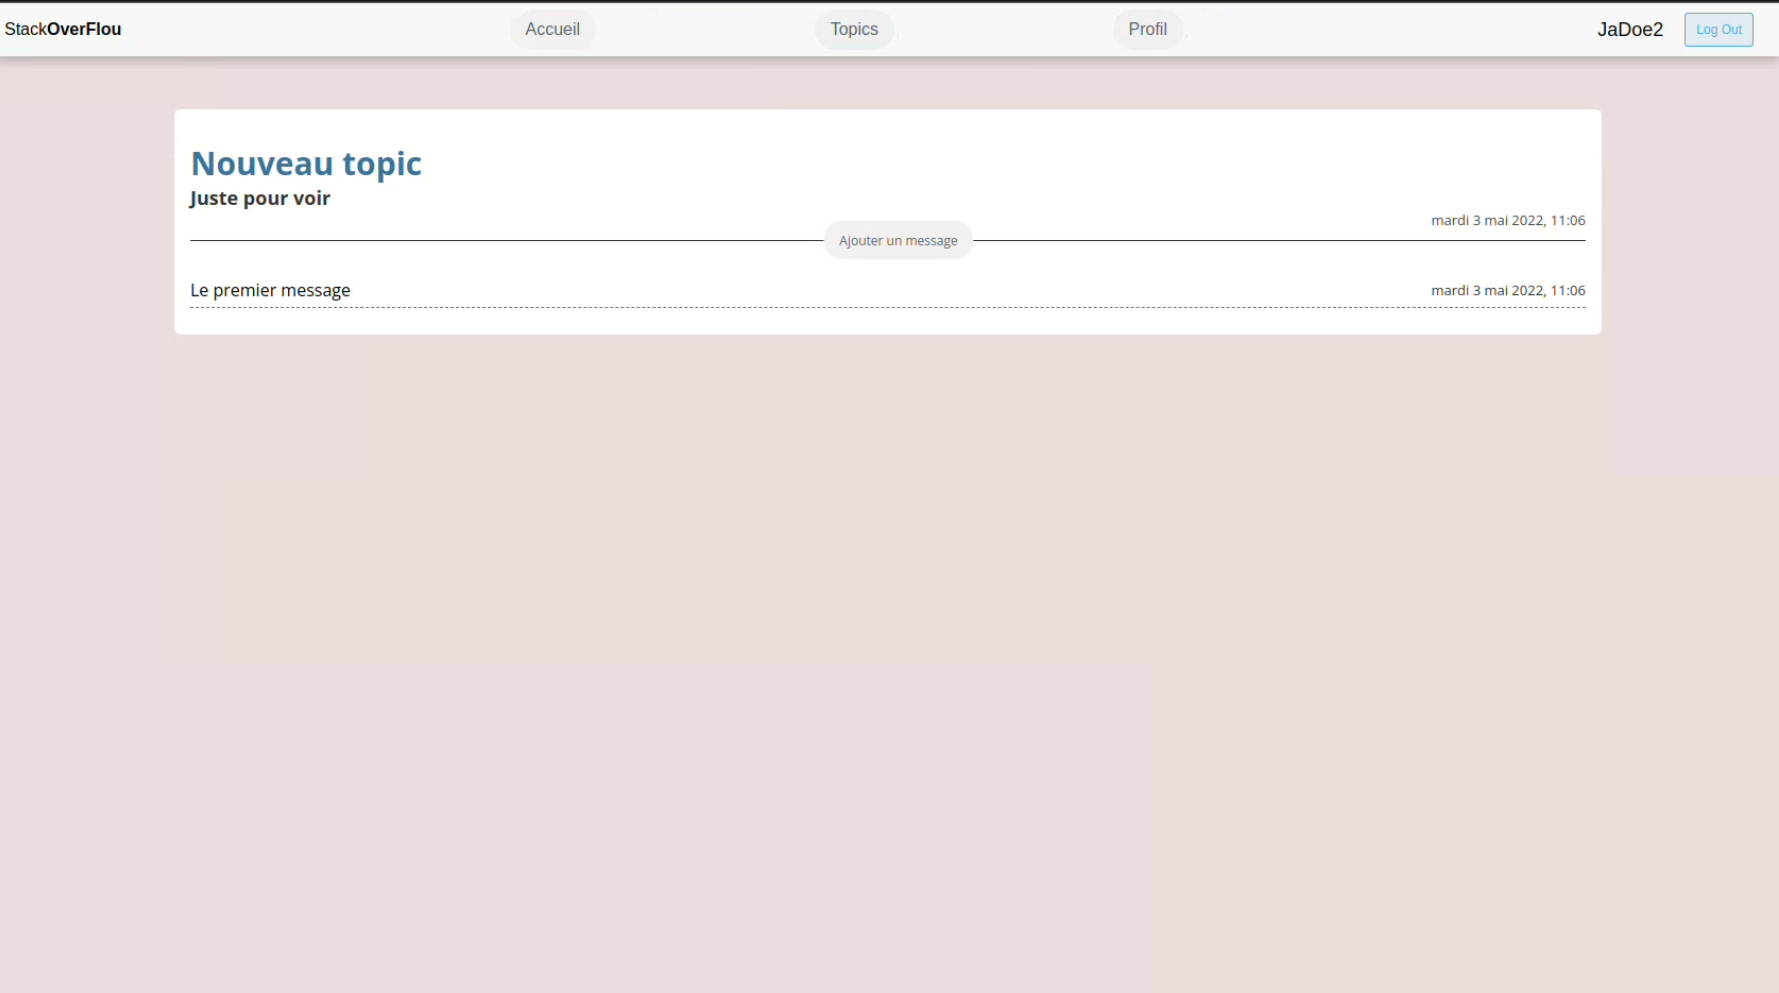 StackOverFlou Accueil Topics Profil JaDoe2 Log Out
Nouveau topic
Juste pour voir
mardi 3 mai 2022, 11:06
Ajouter un message
Le premier message mardi 3 mai 2022, 11:06